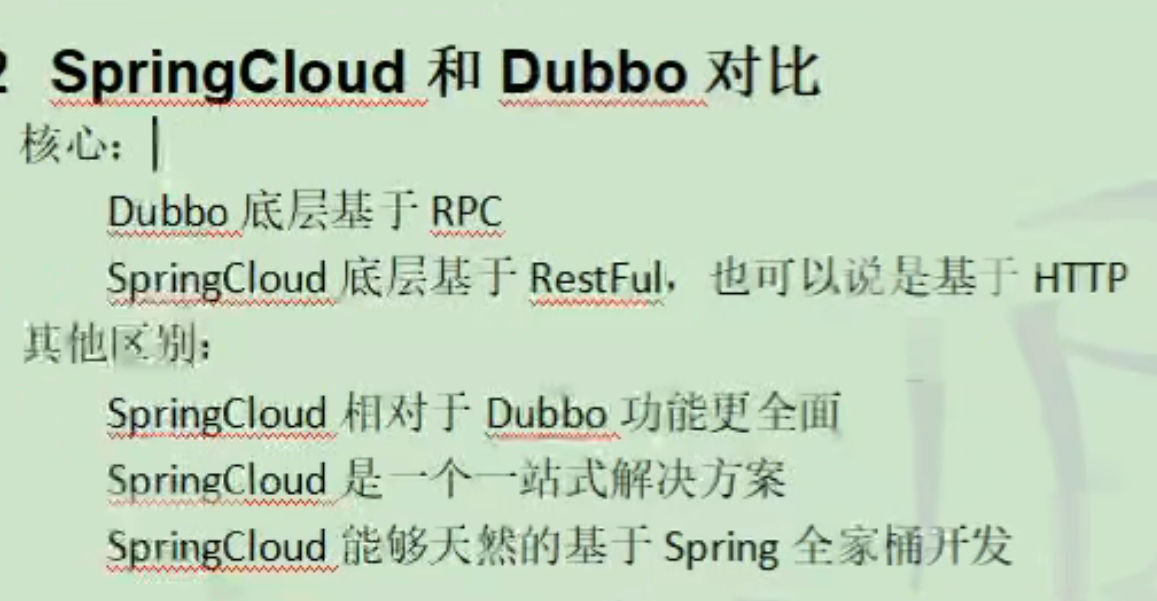 2 SpringCloud 和 Dubbo 对比
核心：
Dubbo 底层基于 RPC
SpringCloud 底层基于 RestFul，也可以说是基于 HTTP
其他区别：
SpringCloud 相对于 Dubbo 功能更全面
SpringCloud 是一个一站式解决方案
SpringCloud 能够天然的基于 Spring 全家桶开发